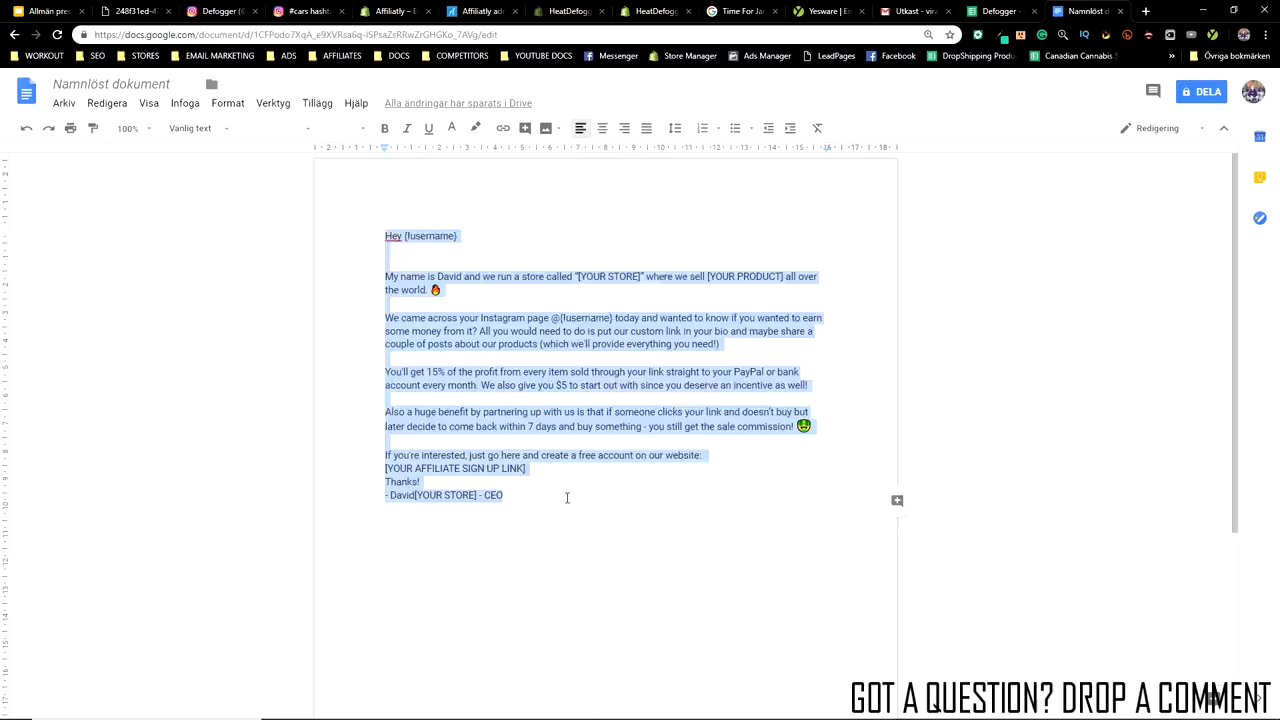 Allmän pers
248f31ed-4
Defogger (
#cars hasht
Affiliatly – E
Affiliatly adr
HeatDefogg
HeatDefogg
Time For Jar
Yesware | En
Utkast - vira
Defogger -
Namnlöst d
https://docs.google.com/document/d/1CFPodo7XqA_e9XVRsa6q-ISPsaZsRRwZrGHGKo_7AVg/edit
WORKOUT
SEO
STORES
EMAIL MARKETING
ADS
AFFILIATES
DOCS
COMPETITORS
YOUTUBE DOCS
Messenger
Store Manager
Ads Manager
LeadPages
Facebook
DropShipping Produ
Canadian Cannabis S
Övriga bokmärken
Namnlöst dokument
Arkiv Redigera Visa Infoga Format Verktyg Tillägg Hjälp Alla ändringar har sparats i Drive
DELA
100% Vanlig text
Redigering
Hey {!username}
My name is David and we run a store called "[YOUR STORE]" where we sell [YOUR PRODUCT] all over
the world. 🔥
We came across your Instagram page @{!username} today and wanted to know if you wanted to earn
some money from it? All you would need to do is put our custom link in your bio and maybe share a
couple of posts about our products (which we'll provide everything you need!)
You'll get 15% of the profit from every item sold through your link straight to your PayPal or bank
account every month. We also give you $5 to start out with since you deserve an incentive as well!
Also a huge benefit by partnering up with us is that if someone clicks your link and doesn't buy but
later decide to come back within 7 days and buy something - you still get the sale commission! 🤑
If you're interested, just go here and create a free account on our website:
[YOUR AFFILIATE SIGN UP LINK]
Thanks!
- David[YOUR STORE] - CEO
GOT A QUESTION? DROP A COMMENT